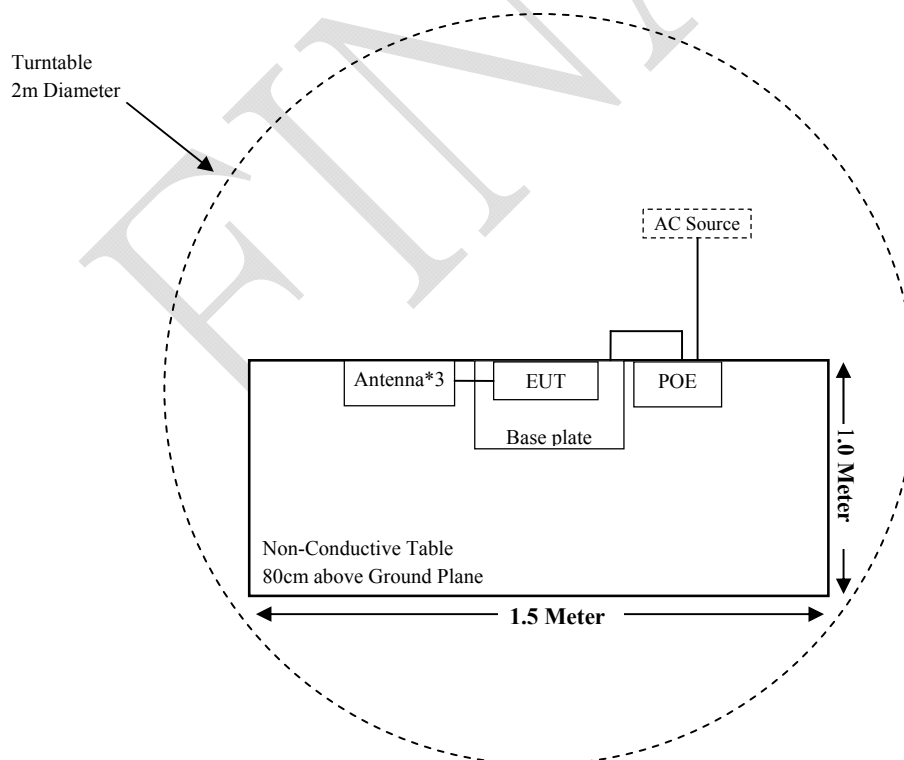 Turntable
2m Diameter
AC Source
Antenna*3
EUT
POE
Base plate
1.0 Meter
Non-Conductive Table
80cm above Ground Plane
1.5 Meter